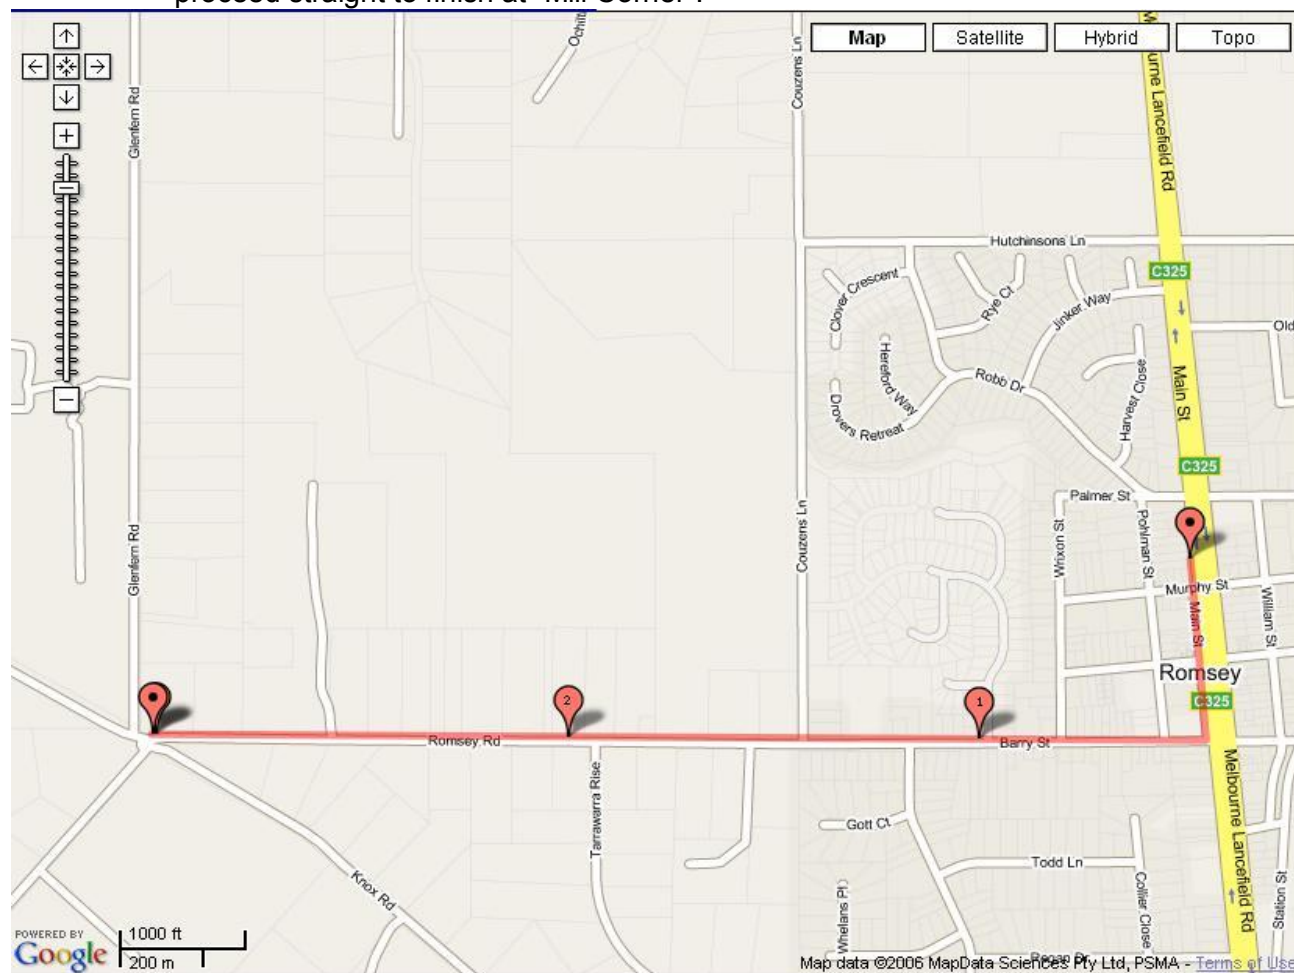 proceed straight to finish at "Mill Corner".
Map
Satellite
Hybrid
Topo
Glenfern Rd
Couzens Ln
urne Lancefield Rd
Hutchinsons Ln
C325
Clover Crescent
Rye Ct
Jinker Way
Old
Hereford Way
Robb Dr
Harvest Close
Main St
Drovers Retreat
C325
Palmer St
Glenfern Rd
Couzens Ln
Wrixon St
Pohlman St
Murphy St
Main St
William St
Romsey
C325
2
1
Romsey Rd
Barry St
Tarrawarra Rise
Melbourne Lancefield Rd
Gott Ct
Todd Ln
Knox Rd
Whelans Pl
Collier Close
Station St
POWERED BY
Google
1000 ft
200 m
Map data ©2006 MapData Sciences Pty Ltd, PSMA - Terms of Use